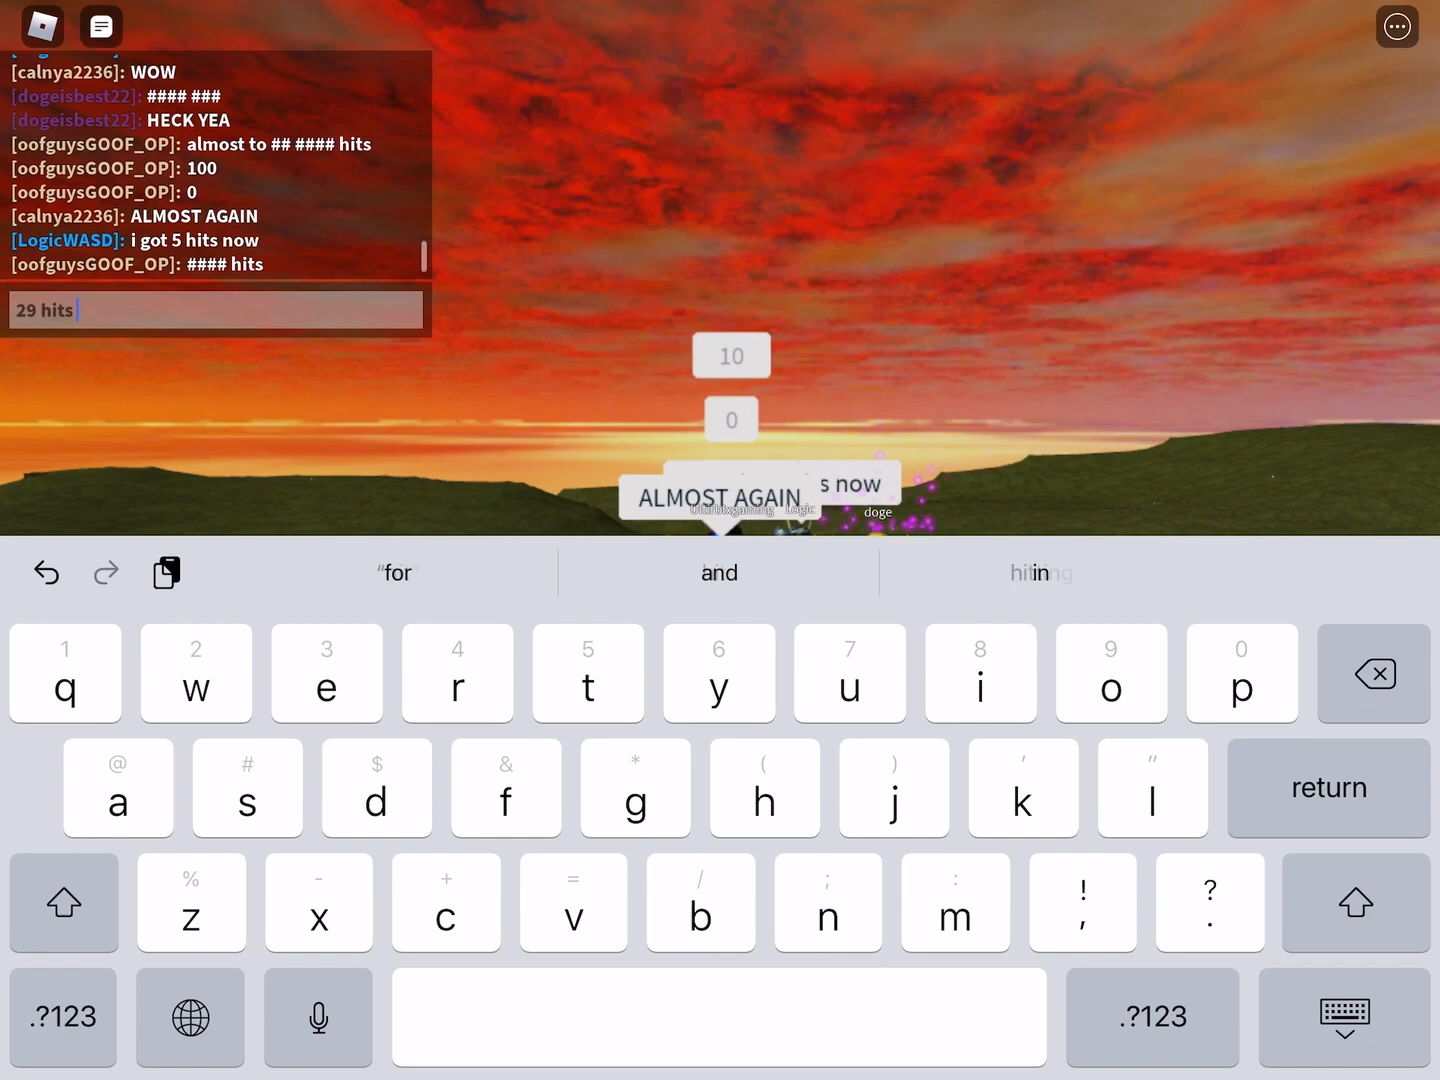 [calnya2236]: WOW
[dogeisbest22]: #### ###
[dogeisbest22]: HECK YEA
[oofguysGOOF_OP]: almost to ## #### hits
[oofguysGOOF_OP]: 100
[oofguysGOOF_OP]: 0
[calnya2236]: ALMOST AGAIN
[LogicWASD]: i got 5 hits now
[oofguysGOOF_OP]: #### hits
29 hits
10
0
s now
ALMOST AGAIN
Logic doge
"for and in
1 2 3 4 5 6 7 8 9 0
q w e r t y u i o p
@ # $ & * ( ) ' "
a s d f g h j k l return
% - + = / ; : ! ?
z x c v b n m , .
.?123 .?123